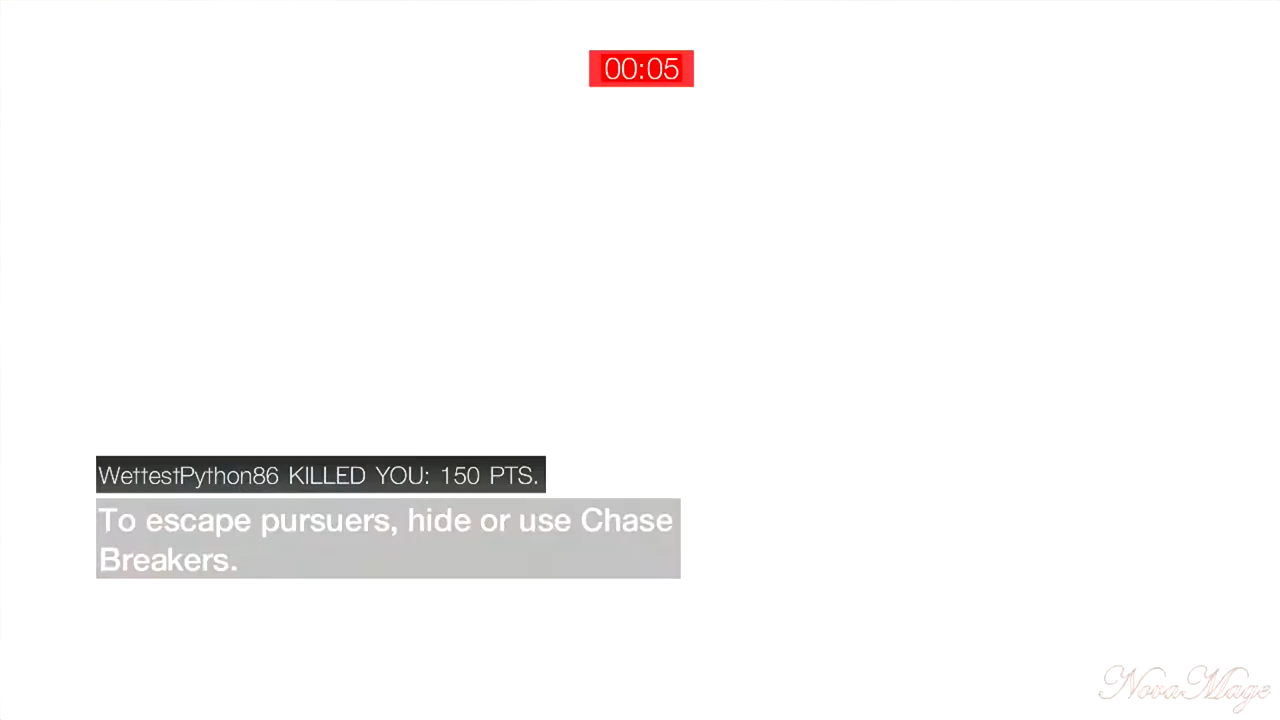 00:05
WettestPython86 KILLED YOU: 150 PTS.
To escape pursuers, hide or use Chase
Breakers.
NovaMage